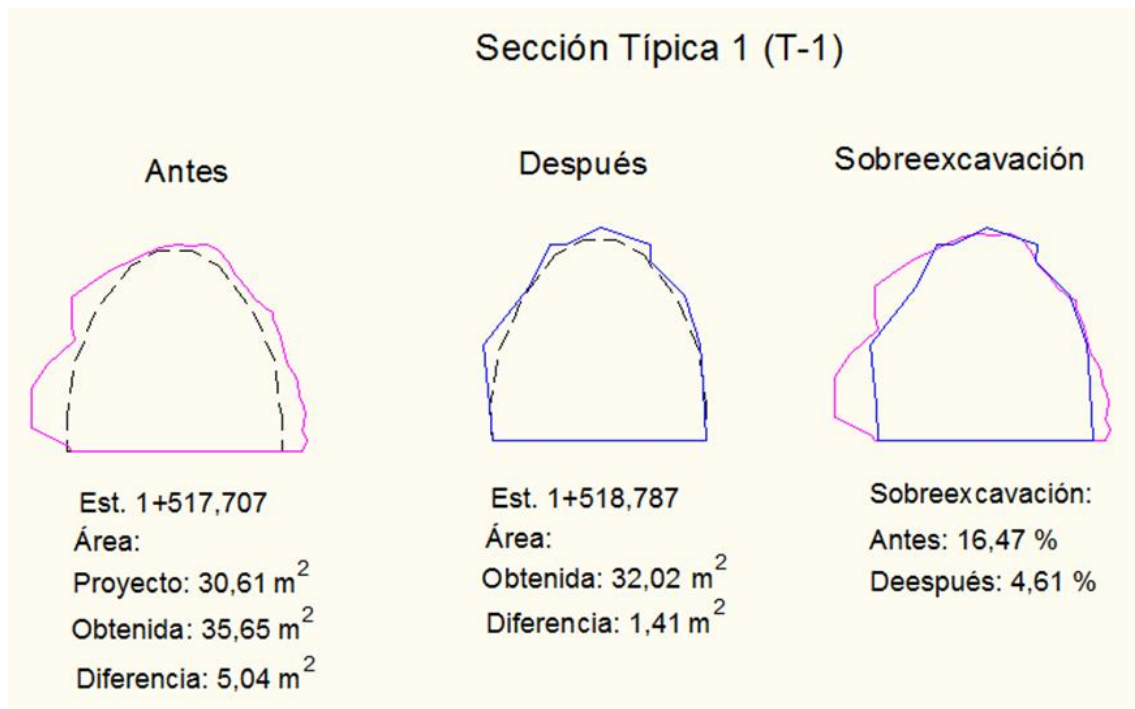 Sección Típica 1 (T-1)
Antes
Est. 1+517,707
Área:
Proyecto: 30,61 m²
Obtenida: 35,65 m²
Diferencia: 5,04 m²
Después
Est. 1+518,787
Área:
Obtenida: 32,02 m²
Diferencia: 1,41 m²
Sobreexcavación
Sobreexcavación:
Antes: 16,47 %
Deespués: 4,61 %